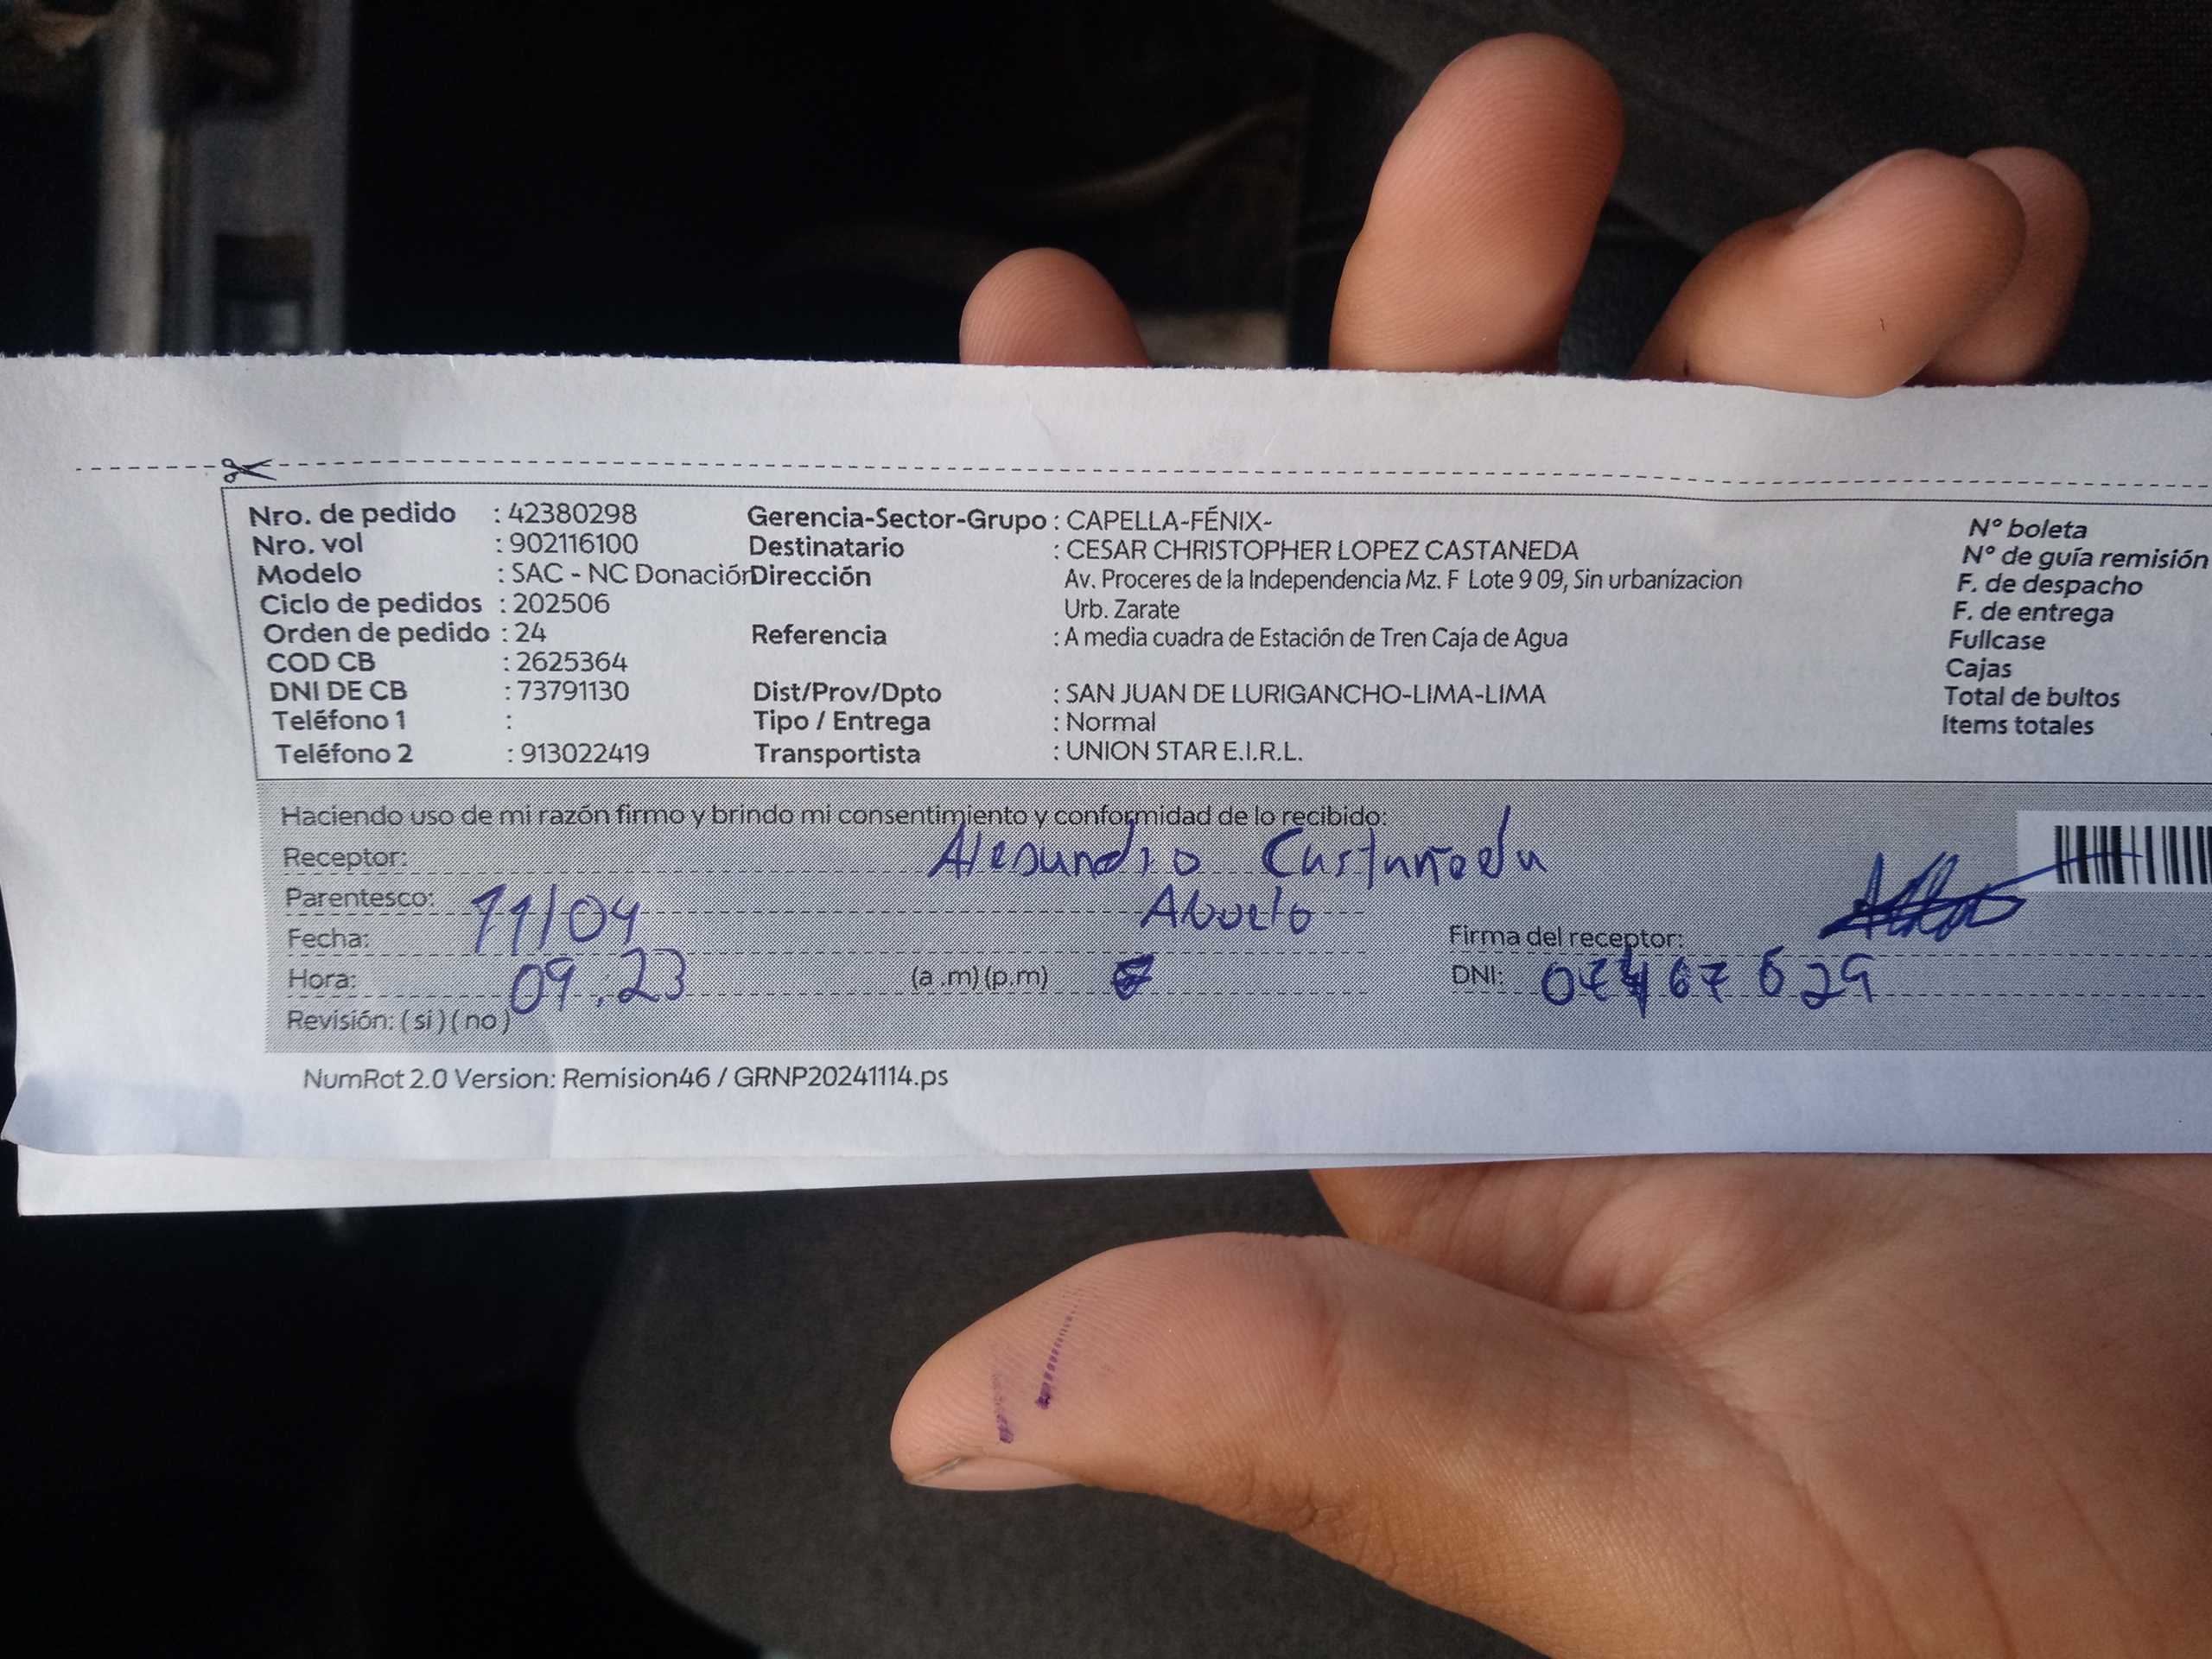 Nro. de pedido : 42380298 Gerencia-Sector-Grupo : CAPELLA-FÉNIX- N° boleta
Nro. vol : 902116100 Destinatario : CESAR CHRISTOPHER LOPEZ CASTANEDA N° de guía remisión
Modelo : SAC - NC Donación Dirección Av. Proceres de la Independencia Mz. F Lote 9 09, Sin urbanizacion F. de despacho
Ciclo de pedidos : 202506 Urb. Zarate F. de entrega
Orden de pedido : 24 Referencia : A media cuadra de Estación de Tren Caja de Agua Fullcase
COD CB : 2625364 Cajas
DNI DE CB : 73791130 Dist/Prov/Dpto : SAN JUAN DE LURIGANCHO-LIMA-LIMA Total de bultos
Teléfono 1 : Tipo / Entrega : Normal Items totales
Teléfono 2 : 913022419 Transportista : UNION STAR E.I.R.L.
Haciendo uso de mi razón firmo y brindo mi consentimiento y conformidad de lo recibido:
Receptor: Alesandro Castañeda
Parentesco: Abuelo
Fecha: 11/04 Firma del receptor:
Hora: 09:23 (a .m) (p.m) DNI:
Revisión: ( si ) ( no )
NumRot 2.0 Version: Remision46 / GRNP20241114.ps